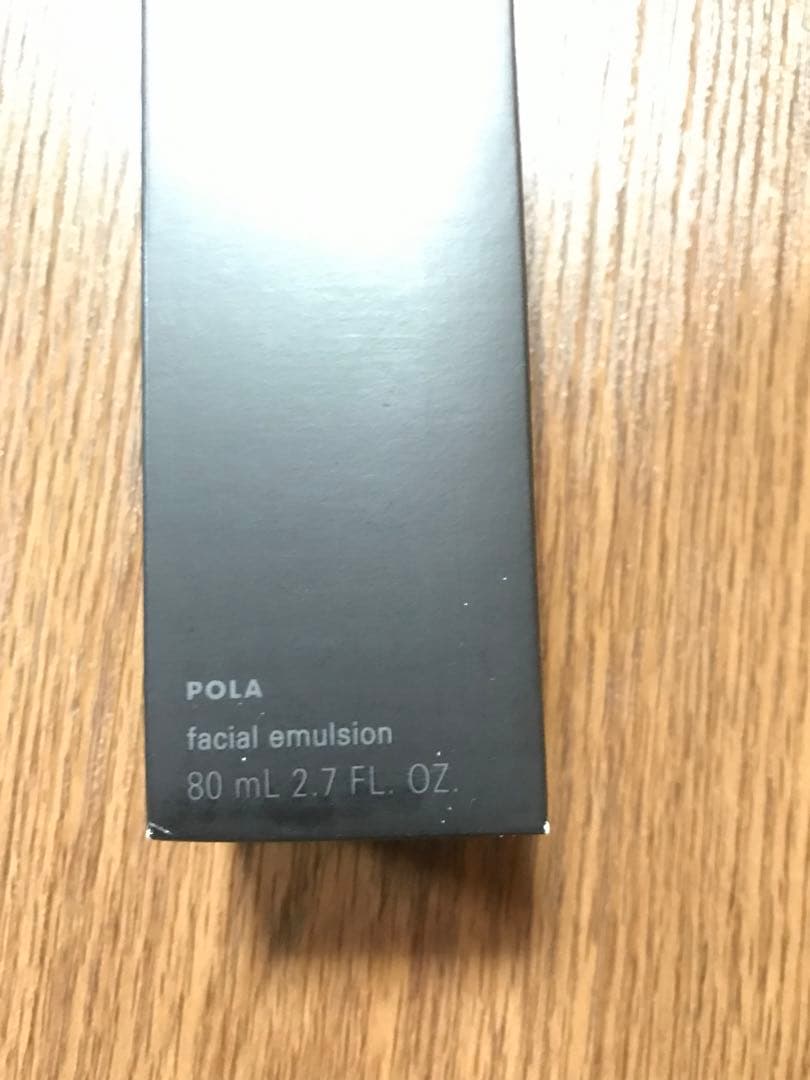 POLA
facial emulsion
80 mL 2.7 FL. OZ.